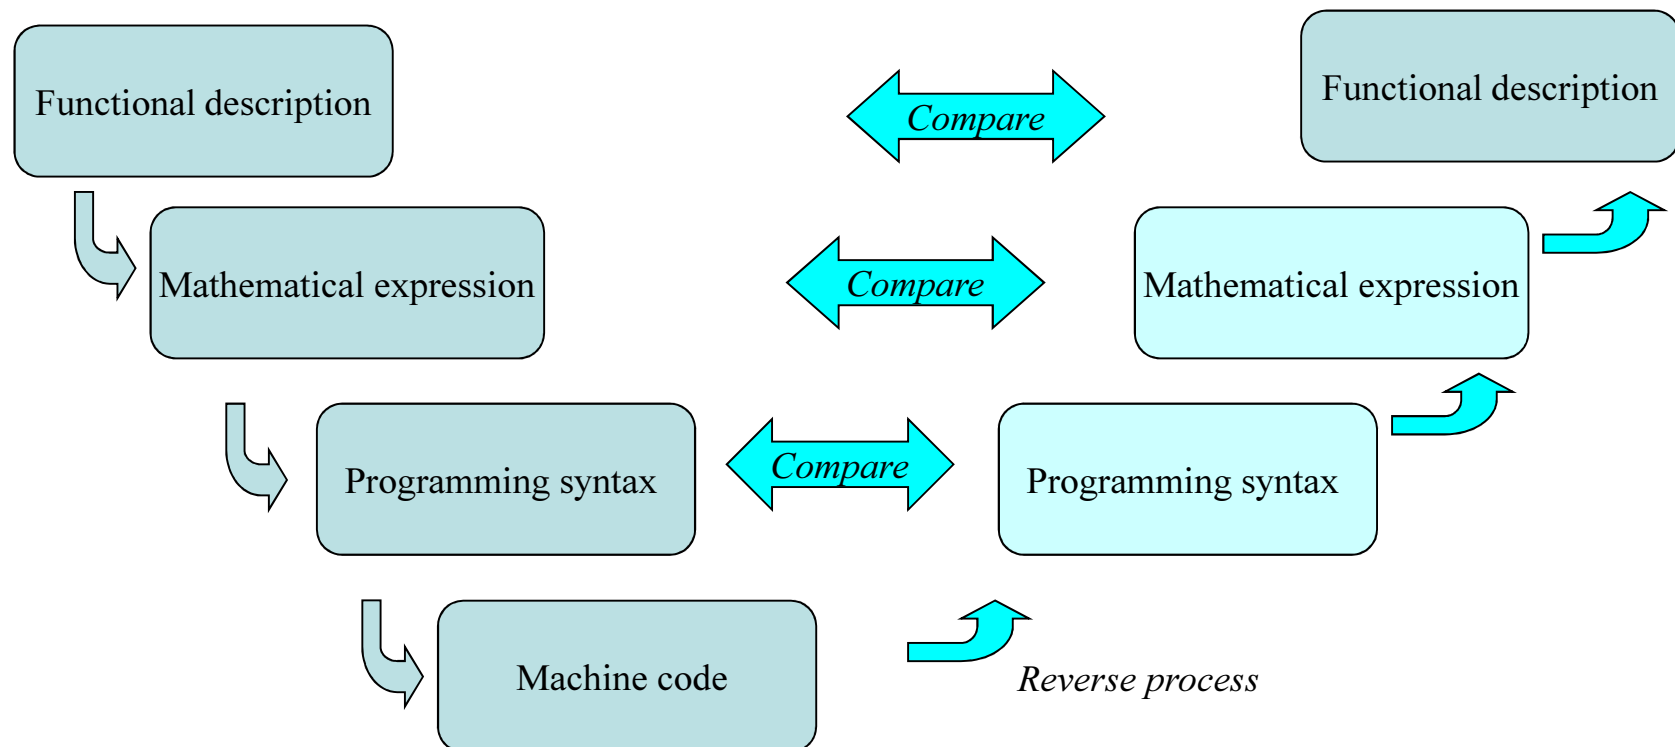 Functional description
Compare
Functional description
Mathematical expression
Compare
Mathematical expression
Programming syntax
Compare
Programming syntax
Machine code
Reverse process